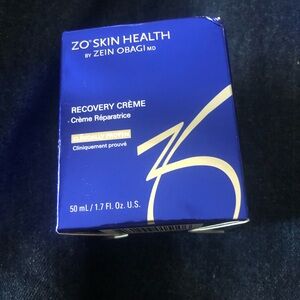 ZO® SKIN HEALTH
BY ZEIN OBAGI MD
RECOVERY CRÈME
Crème Réparatrice
CLINICALLY PROVEN
Cliniquement prouvé
50 mL / 1.7 Fl. Oz. U.S.